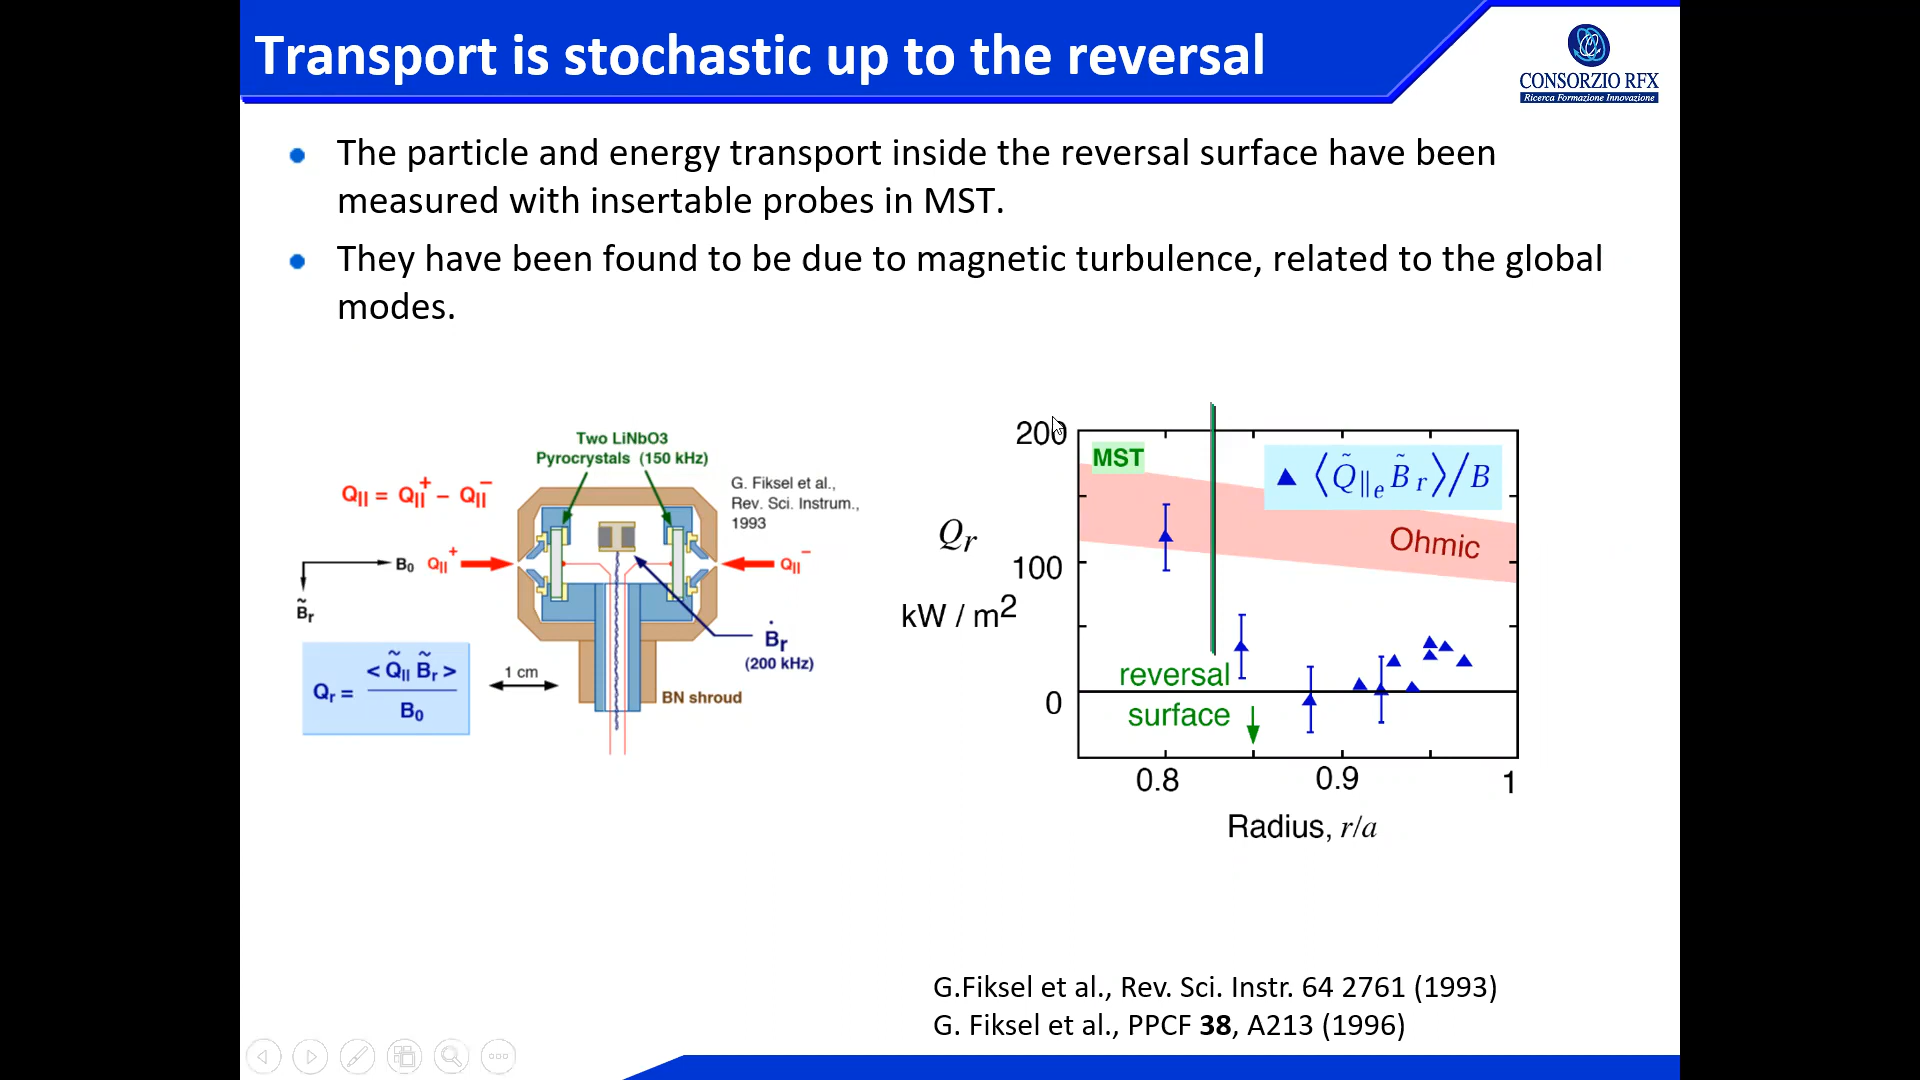 Transport is stochastic up to the reversal
CONSORZIO RFX
Ricerca Formazione Innovazione
The particle and energy transport inside the reversal surface have been
measured with insertable probes in MST.
They have been found to be due to magnetic turbulence, related to the global
modes.
Two LiNbO3
Pyrocrystals (150 kHz)
G. Fiksel et al.,
Rev. Sci. Instrum.,
1993
Q|| = Q||⁺ – Q||⁻
B₀ Q||⁺
Q||⁻
B̃r
Ḃr
(200 kHz)
Qr = < Q̃|| B̃r > / B₀
1 cm
BN shroud
200
MST
▲ ⟨Q̃||e B̃r⟩/B
Qr
Ohmic
100
kW / m²
reversal
0
surface
0.8
0.9
1
Radius, r/a
G.Fiksel et al., Rev. Sci. Instr. 64 2761 (1993)
G. Fiksel et al., PPCF 38, A213 (1996)